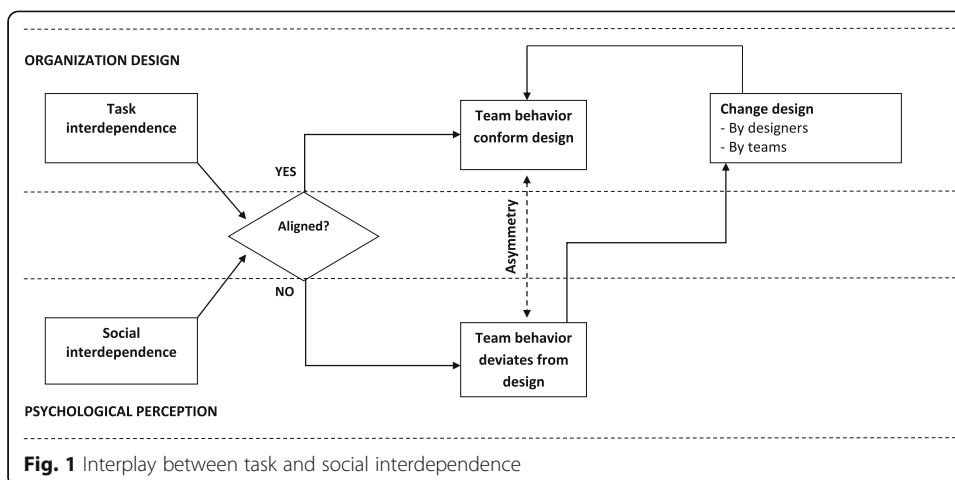 ORGANIZATION DESIGN
Task
interdependence
Team behavior
conform design
Change design
- By designers
- By teams
YES
Aligned?
Asymmetry
NO
Social
interdependence
Team behavior
deviates from
design
PSYCHOLOGICAL PERCEPTION
Fig. 1 Interplay between task and social interdependence